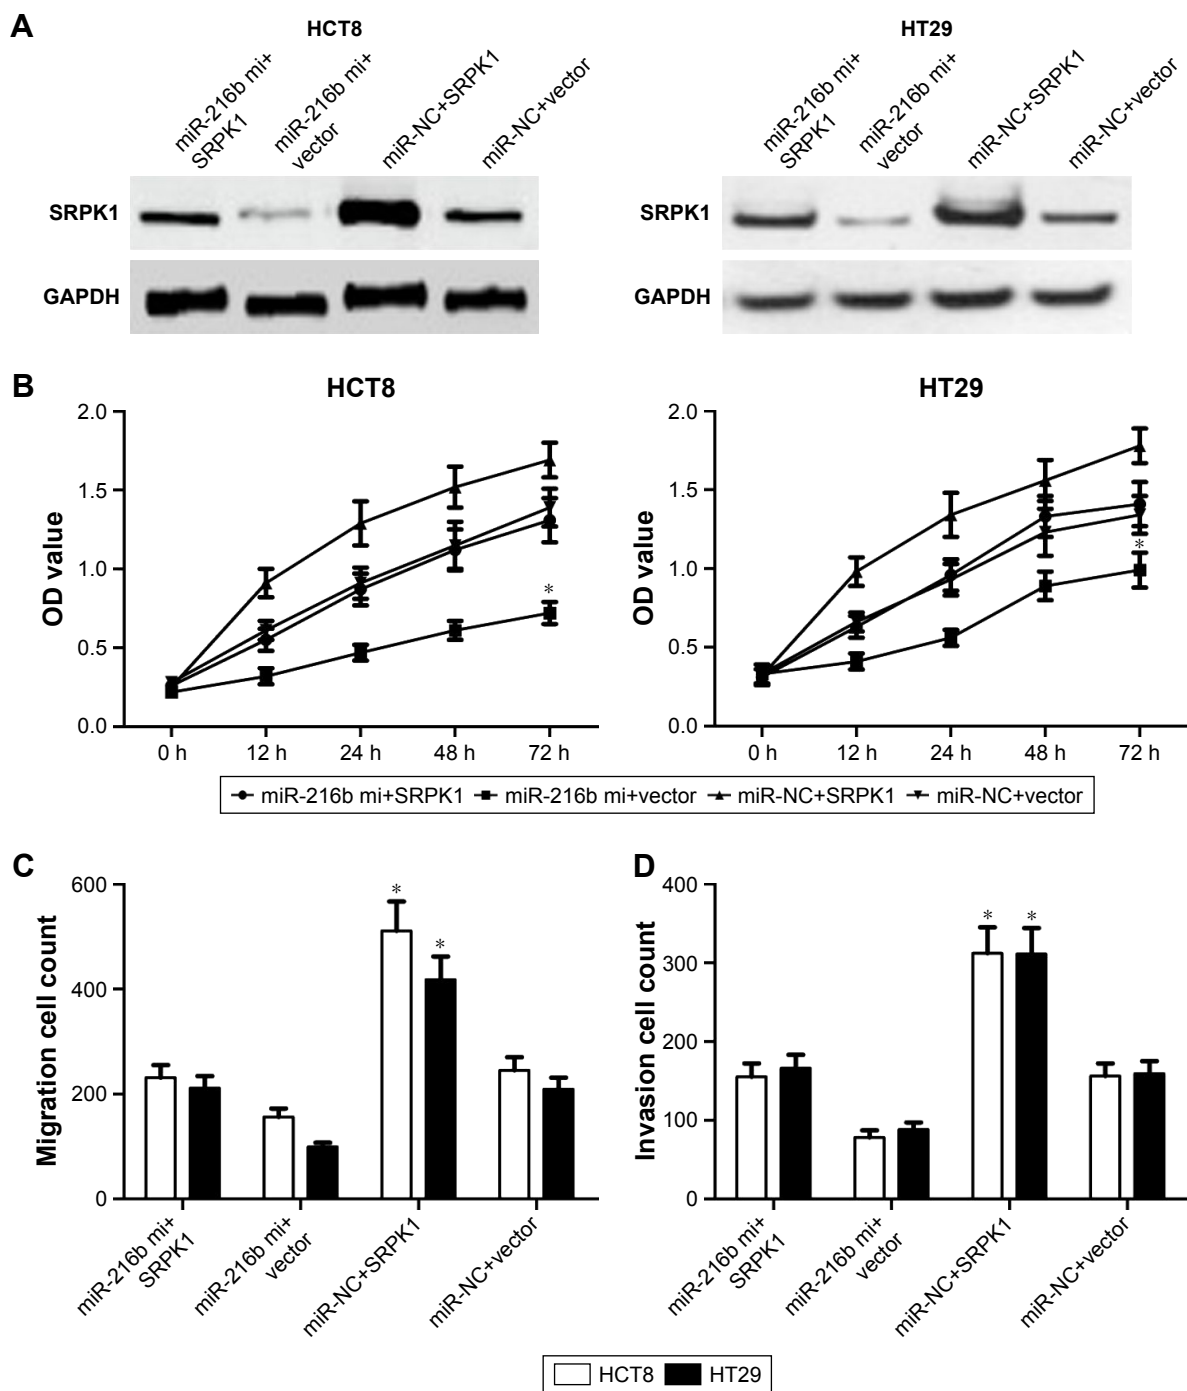 A
HCT8
HT29
miR-216b mi+
SRPK1
miR-216b mi+
vector
miR-NC+SRPK1
miR-NC+vector
miR-216b mi+
SRPK1
miR-216b mi+
vector
miR-NC+SRPK1
miR-NC+vector
SRPK1
SRPK1
GAPDH
GAPDH
B
HCT8
OD value
2.0
1.5
1.0
0.5
0.0
*
0 h
12 h
24 h
48 h
72 h
HT29
OD value
2.0
1.5
1.0
0.5
0.0
*
0 h
12 h
24 h
48 h
72 h
miR-216b mi+SRPK1 miR-216b mi+vector miR-NC+SRPK1 miR-NC+vector
C
Migration cell count
600
400
200
0
*
*
miR-216b mi+
SRPK1
miR-216b mi+
vector
miR-NC+SRPK1
miR-NC+vector
D
Invasion cell count
400
300
200
100
0
*
*
miR-216b mi+
SRPK1
miR-216b mi+
vector
miR-NC+SRPK1
miR-NC+vector
HCT8 HT29